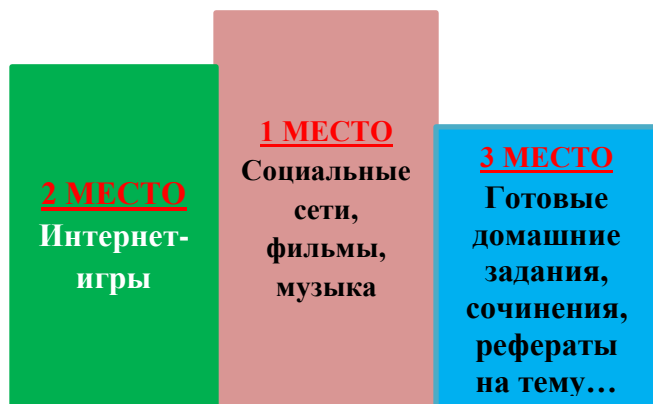 2 МЕСТО
Интернет-
игры
1 МЕСТО
Социальные
сети,
фильмы,
музыка
3 МЕСТО
Готовые
домашние
задания,
сочинения,
рефераты
на тему…